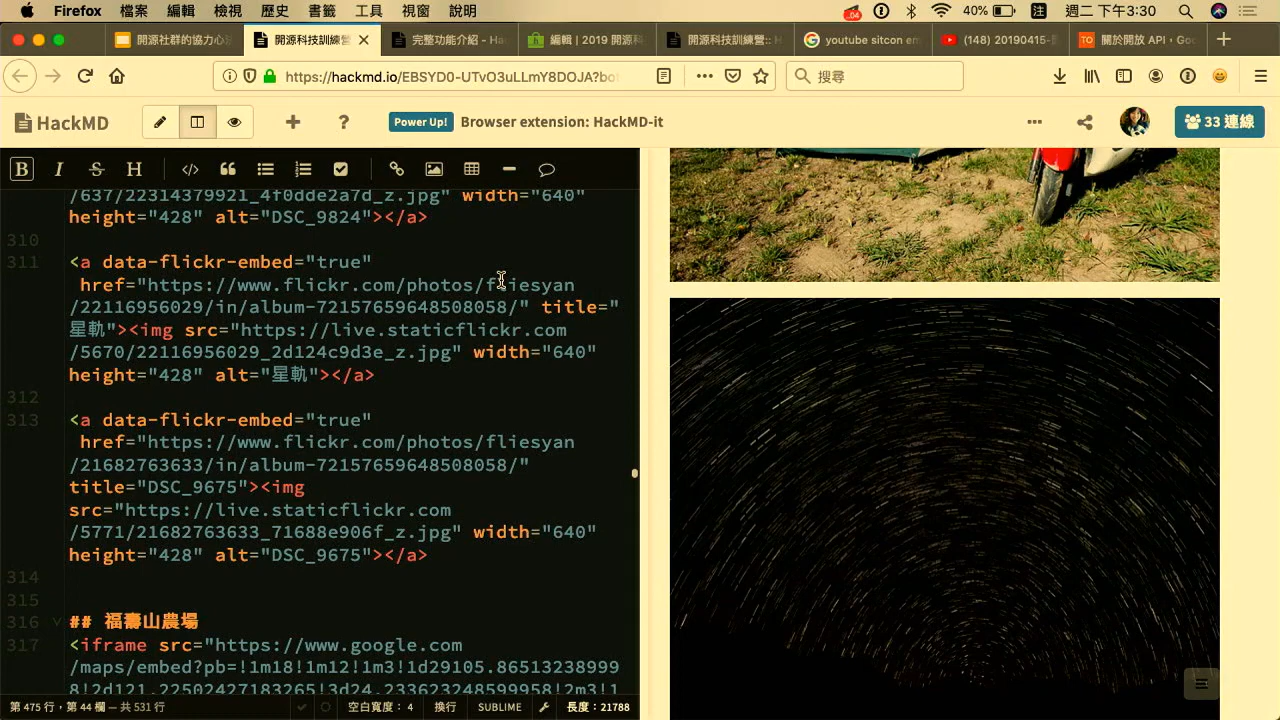 Firefox 檔案 編輯 檢視 歷史 書籤 工具 視窗 說明
.04 40% 注 週二 下午3:30
開源社群的協力心法
開源科技訓練營
完整功能介紹 - Ha
編輯 | 2019 開源科
開源科技訓練營:: H
youtube sitcon em
(148) 20190415-
關於開放 API • Go
https://hackmd.io/EBSYD0-UTvO3uLLmY8DOJA?bo
搜尋
HackMD
Power Up! Browser extension: HackMD-it
33 連線
/637/22314379921_4f0dde2a7d_z.jpg" width="640"
height="428" alt="DSC_9824"></a>
310
311 <a data-flickr-embed="true"
href="https://www.flickr.com/photos/fliesyan
/22116956029/in/album-72157659648508058/" title="
星軌"><img src="https://live.staticflickr.com
/5670/22116956029_2d124c9d3e_z.jpg" width="640"
height="428" alt="星軌"></a>
312
313 <a data-flickr-embed="true"
href="https://www.flickr.com/photos/fliesyan
/21682763633/in/album-72157659648508058/"
title="DSC_9675"><img
src="https://live.staticflickr.com
/5771/21682763633_71688e906f_z.jpg" width="640"
height="428" alt="DSC_9675"></a>
314
315
316 ## 福壽山農場
317 <iframe src="https://www.google.com
/maps/embed?pb=!1m18!1m12!1m3!1d29105.86513238999
8!2d121.22502427183265!3d24.233623248599958!2m3!1
第 475 行，第 44 欄 — 共 531 行 空白寬度： 4 換行 SUBLIME 長度：21788